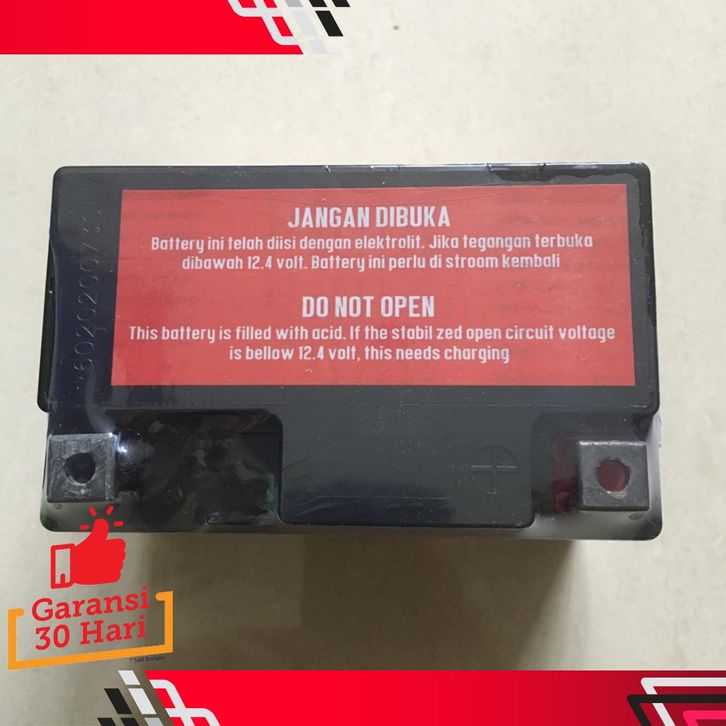 JANGAN DIBUKA
Battery ini telah diisi dengan elektrolit. Jika tegangan terbuka
dibawah 12.4 volt. Battery ini perlu di stroom kembali
DO NOT OPEN
This battery is filled with acid. If the stabil zed open circuit voltage
is bellow 12.4 volt, this needs charging
Garansi
30 Hari